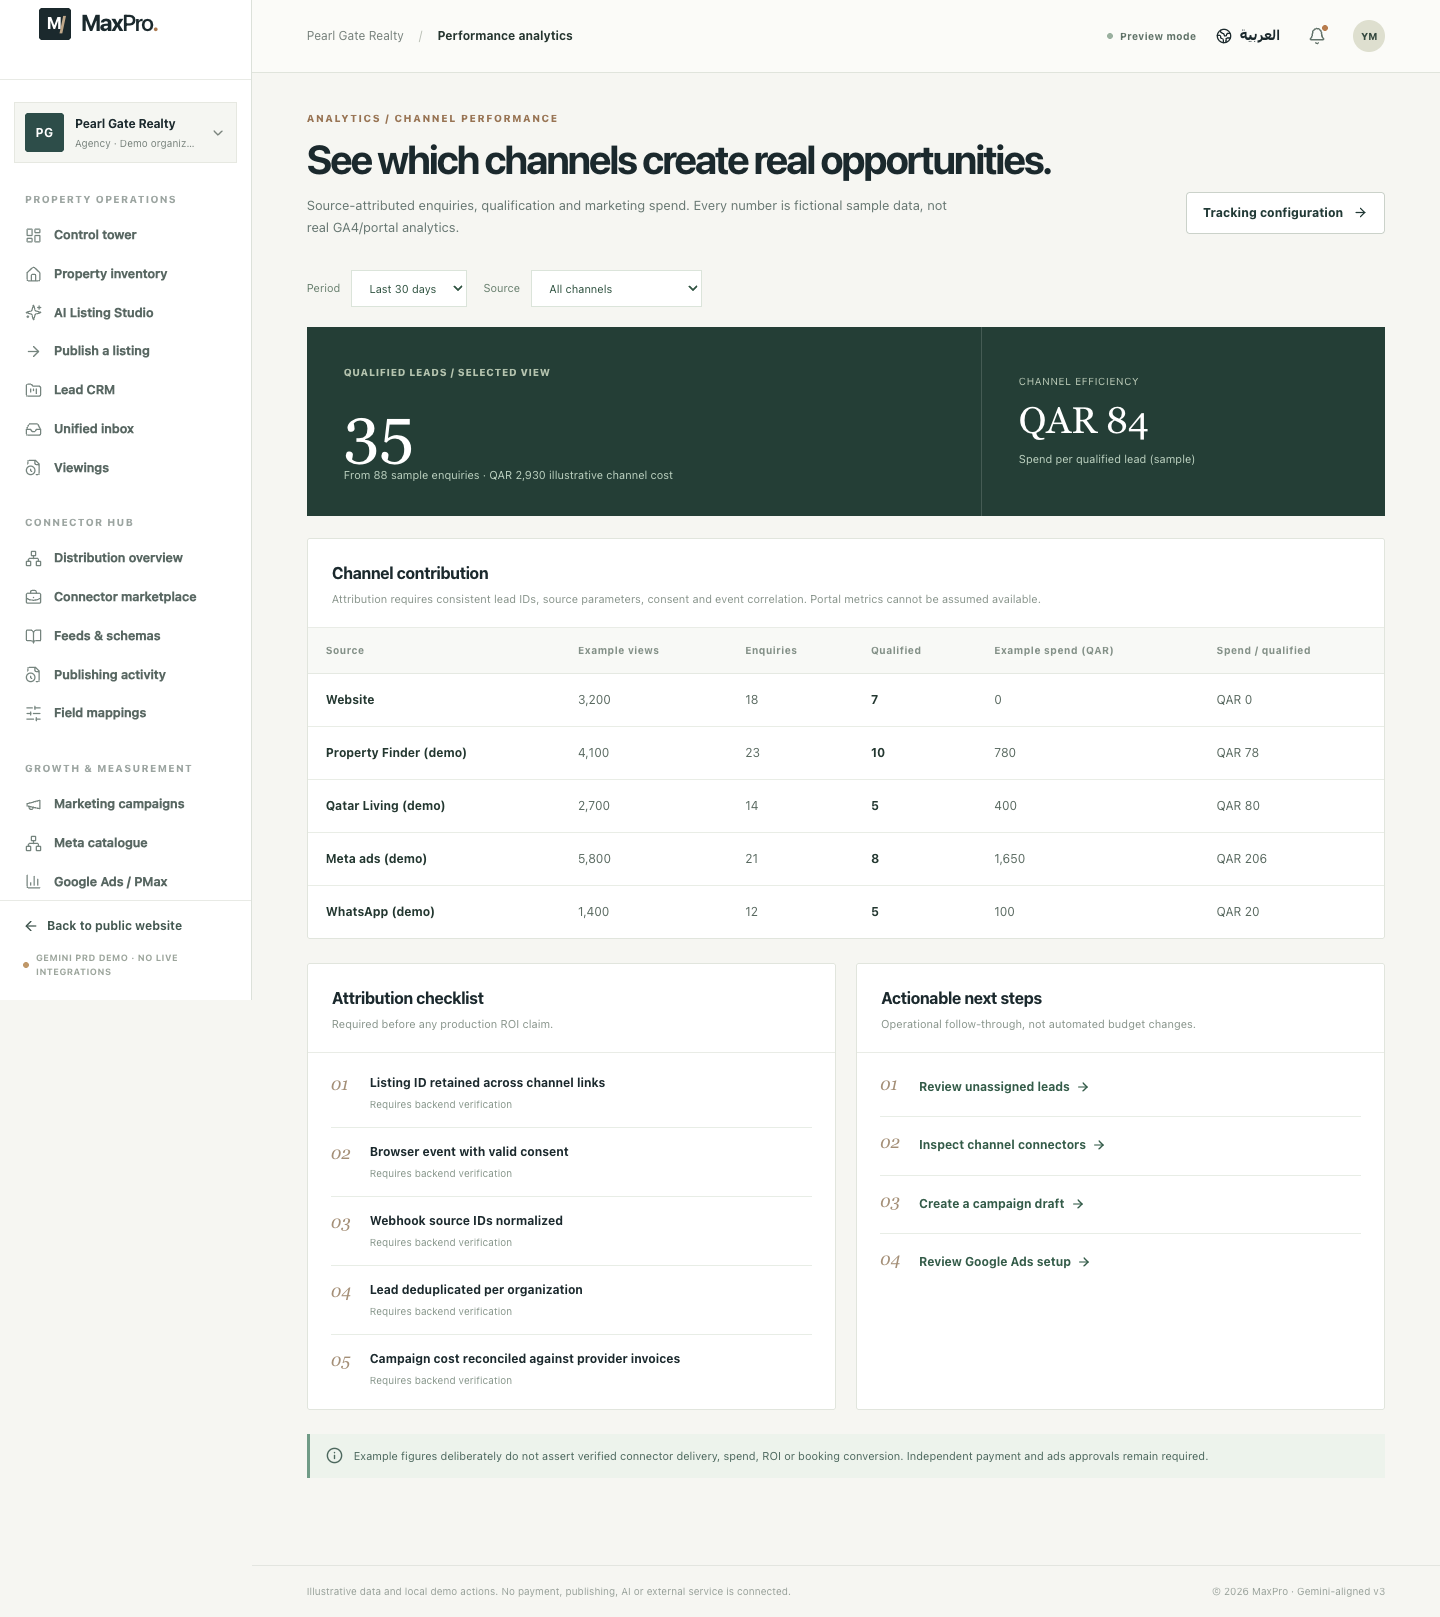 M/ MaxPro.
Pearl Gate Realty / Performance analytics
Preview mode
العربية
YM
PG
Pearl Gate Realty
Agency · Demo organiz...
PROPERTY OPERATIONS
Control tower
Property inventory
AI Listing Studio
Publish a listing
Lead CRM
Unified inbox
Viewings
CONNECTOR HUB
Distribution overview
Connector marketplace
Feeds & schemas
Publishing activity
Field mappings
GROWTH & MEASUREMENT
Marketing campaigns
Meta catalogue
Google Ads / PMax
Back to public website
GEMINI PRD DEMO · NO LIVE
INTEGRATIONS
ANALYTICS / CHANNEL PERFORMANCE
See which channels create real opportunities.
Source-attributed enquiries, qualification and marketing spend. Every number is fictional sample data, not
real GA4/portal analytics.
Tracking configuration
Period Last 30 days Source All channels
QUALIFIED LEADS / SELECTED VIEW
35
From 88 sample enquiries · QAR 2,930 illustrative channel cost
CHANNEL EFFICIENCY
QAR 84
Spend per qualified lead (sample)
Channel contribution
Attribution requires consistent lead IDs, source parameters, consent and event correlation. Portal metrics cannot be assumed available.
Source Example views Enquiries Qualified Example spend (QAR) Spend / qualified
Website 3,200 18 7 0 QAR 0
Property Finder (demo) 4,100 23 10 780 QAR 78
Qatar Living (demo) 2,700 14 5 400 QAR 80
Meta ads (demo) 5,800 21 8 1,650 QAR 206
WhatsApp (demo) 1,400 12 5 100 QAR 20
Attribution checklist
Required before any production ROI claim.
01 Listing ID retained across channel links
Requires backend verification
02 Browser event with valid consent
Requires backend verification
03 Webhook source IDs normalized
Requires backend verification
04 Lead deduplicated per organization
Requires backend verification
05 Campaign cost reconciled against provider invoices
Requires backend verification
Actionable next steps
Operational follow-through, not automated budget changes.
01 Review unassigned leads
02 Inspect channel connectors
03 Create a campaign draft
04 Review Google Ads setup
Example figures deliberately do not assert verified connector delivery, spend, ROI or booking conversion. Independent payment and ads approvals remain required.
Illustrative data and local demo actions. No payment, publishing, AI or external service is connected.
© 2026 MaxPro · Gemini-aligned v3